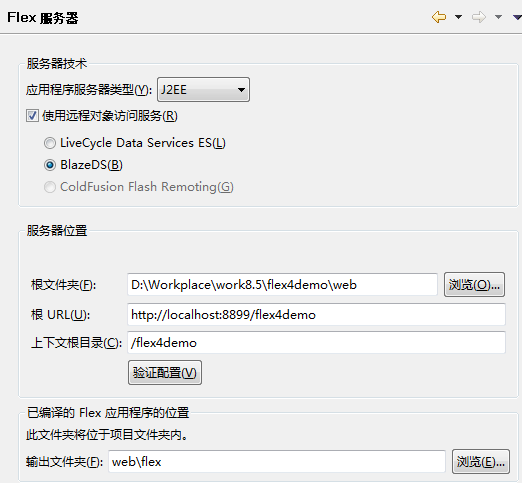 Flex 服务器
服务器技术
应用程序服务器类型(Y): J2EE
使用远程对象访问服务(R)
LiveCycle Data Services ES(L)
BlazeDS(B)
ColdFusion Flash Remoting(G)
服务器位置
根文件夹(F): D:\Workplace\work8.5\flex4demo\web 浏览(O)...
根 URL(U): http://localhost:8899/flex4demo
上下文根目录(C): /flex4demo
验证配置(V)
已编译的 Flex 应用程序的位置
此文件夹将位于项目文件夹内。
输出文件夹(F): web\flex 浏览(E)...